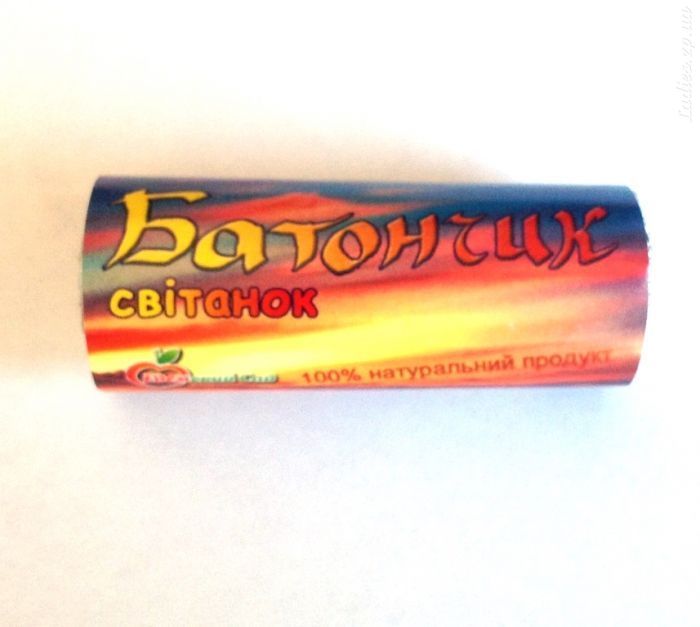 Батончик
світанок
100% натуральний продукт